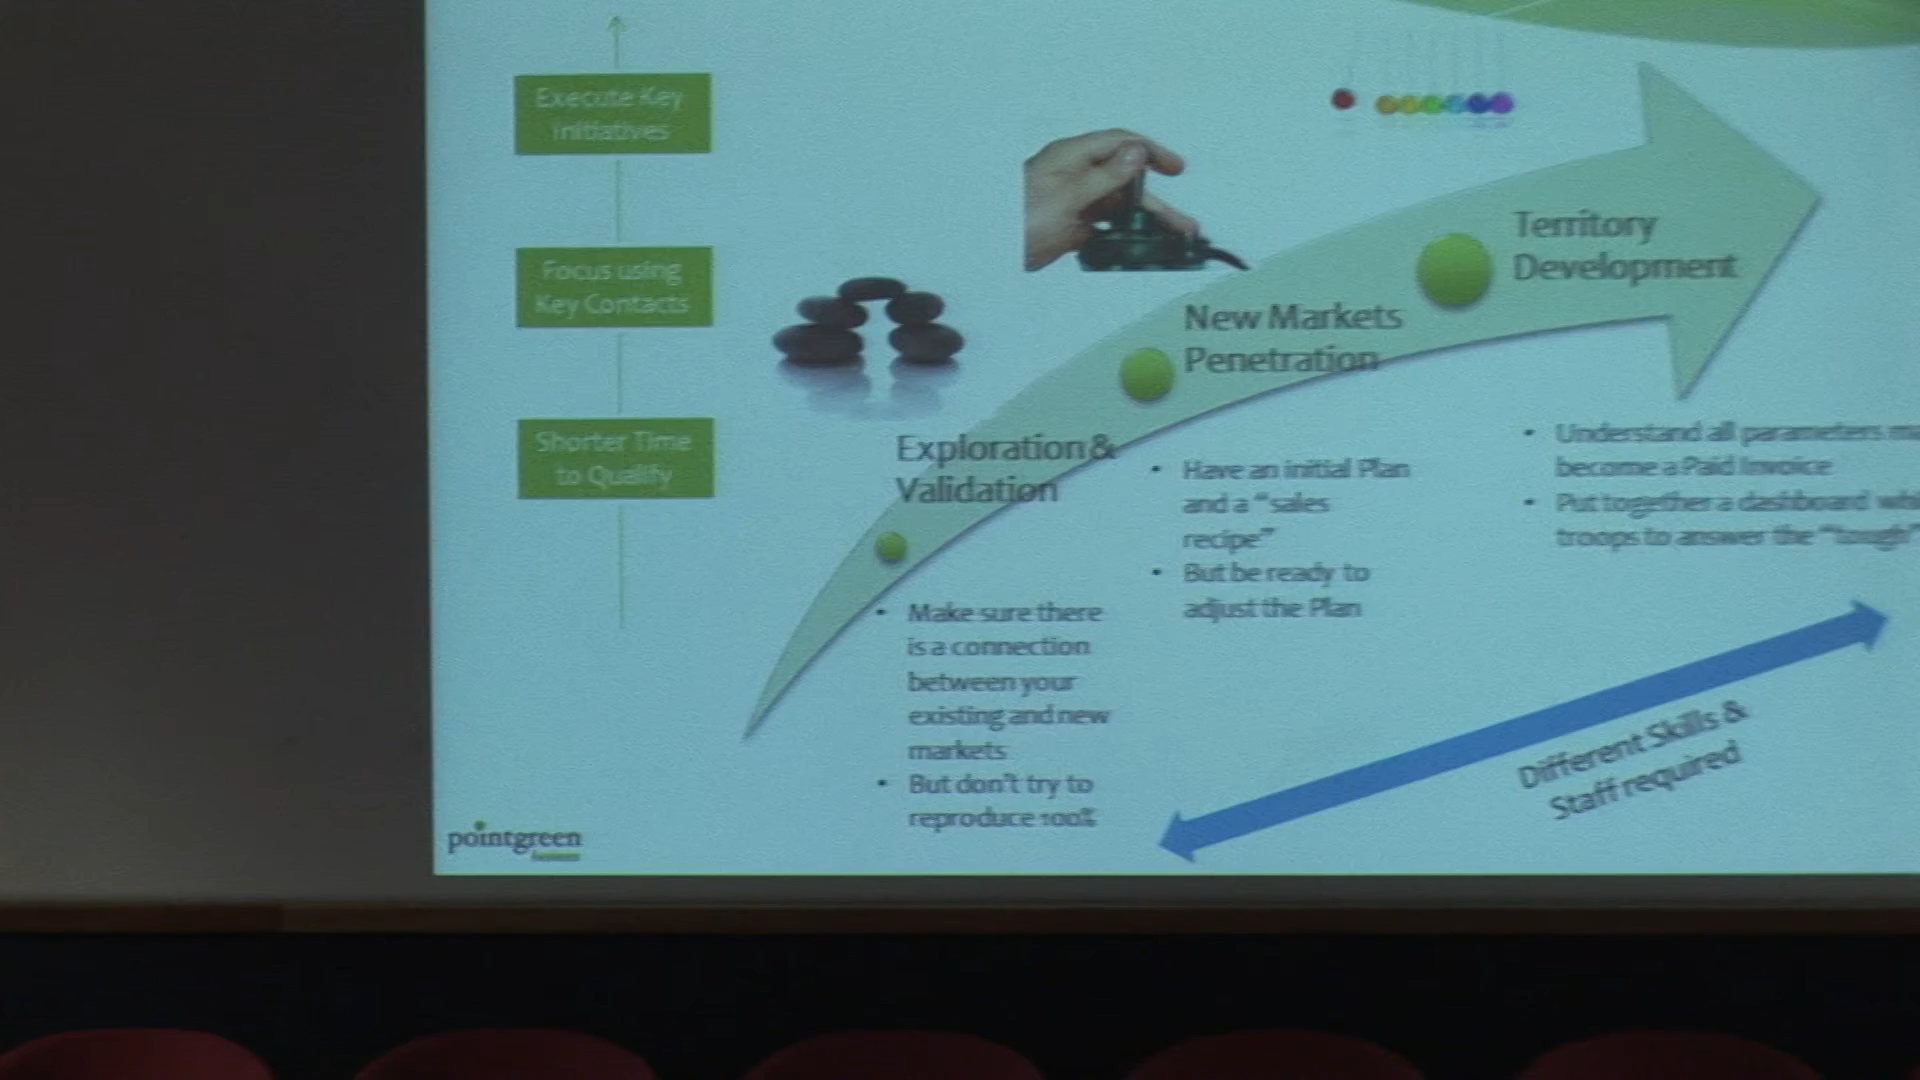 Execute Key
Initiatives
Focus using
Key Contacts
Shorter Time
to Qualify
Exploration &
Validation
• Make sure there
is a connection
between your
existing and new
markets
• But don't try to
reproduce 100%
New Markets
Penetration
• Have an initial Plan
and a "sales
recipe"
• But be ready to
adjust the Plan
Territory
Development
• Understand all parameters
become a Paid Invoice
• Put together a dashboard
troops to answer the "tough"
Different Skills &
Staff required
pointgreen